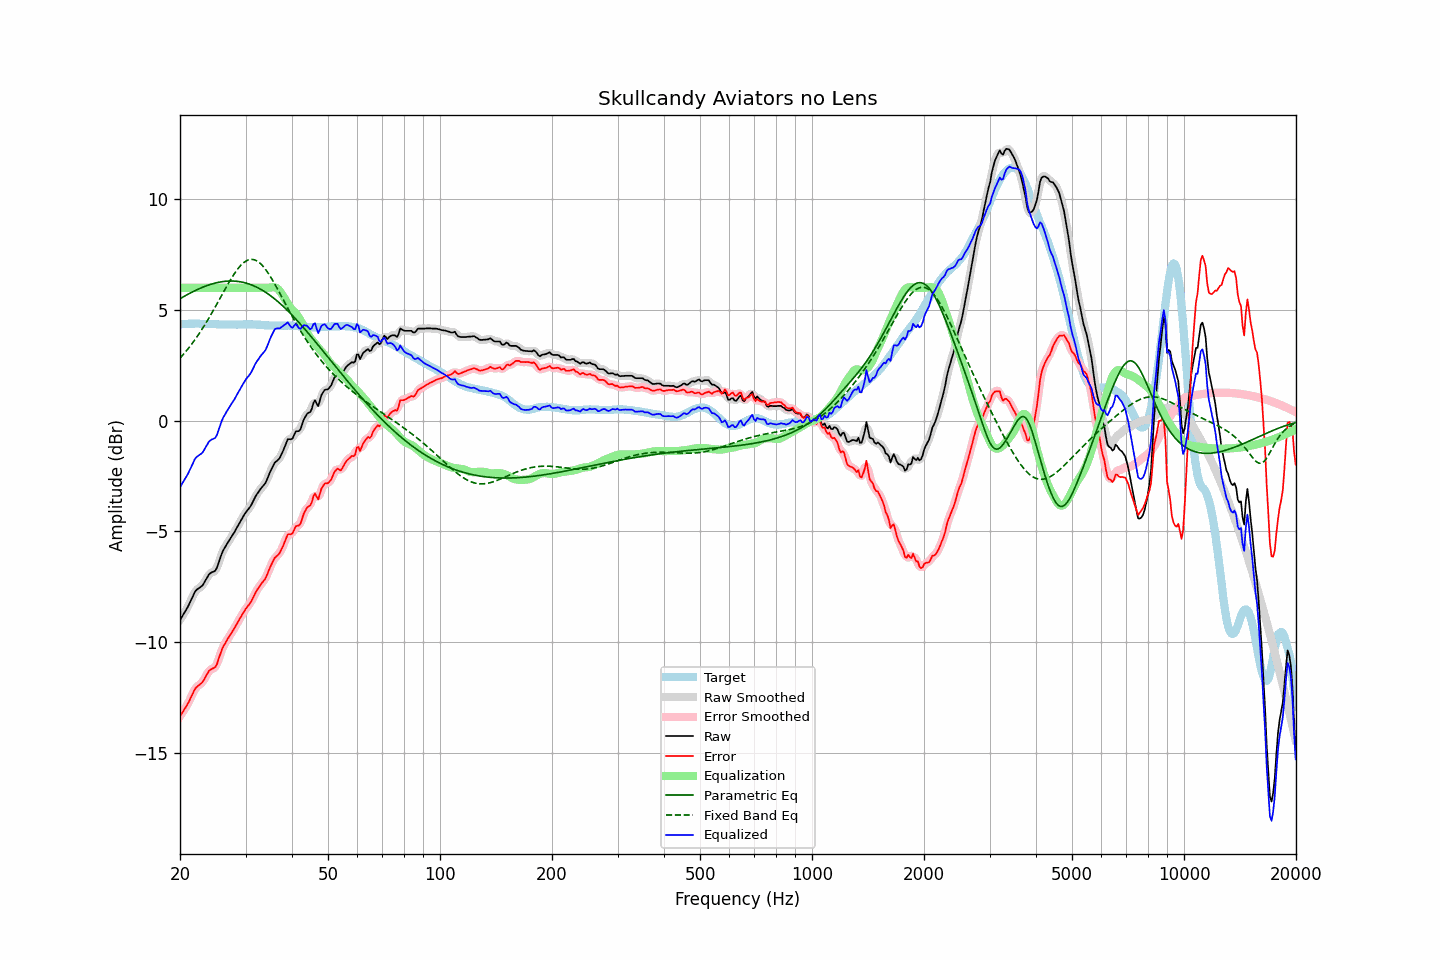 Skullcandy Aviators no Lens
Amplitude (dBr)
10
5
0
−5
−10
−15
20
50
100
200
500
1000
2000
5000
10000
20000
Frequency (Hz)
Target
Raw Smoothed
Error Smoothed
Raw
Error
Equalization
Parametric Eq
Fixed Band Eq
Equalized